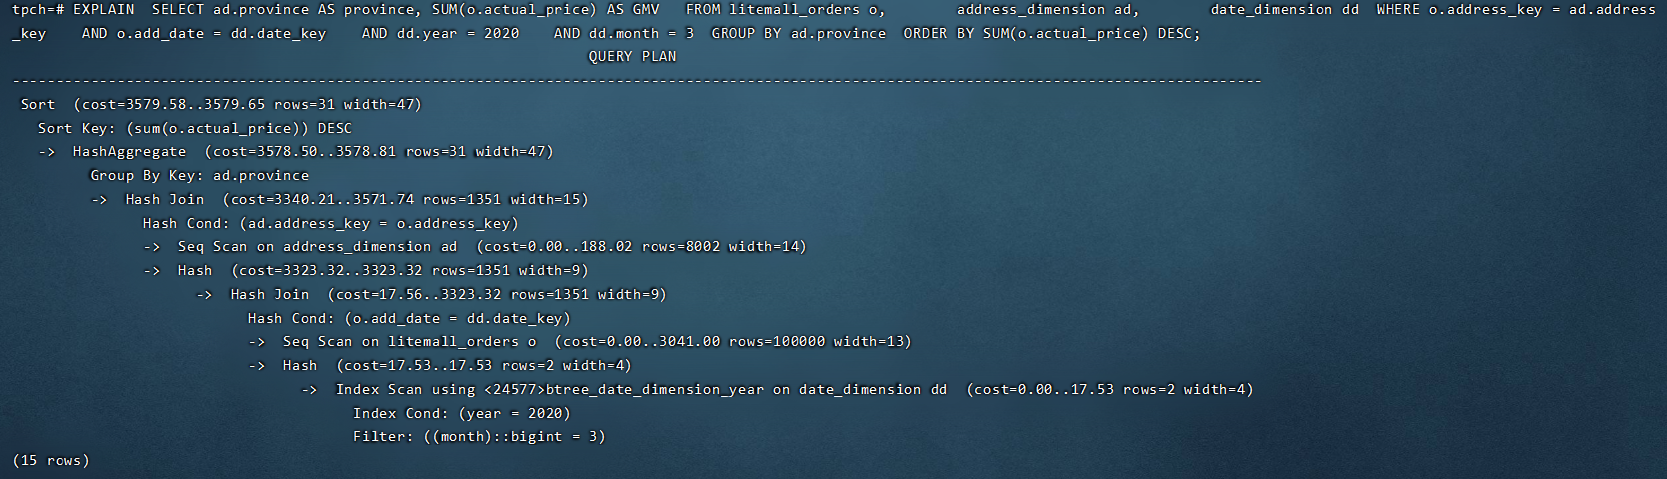 tpch=# EXPLAIN  SELECT ad.province AS province, SUM(o.actual_price) AS GMV   FROM litemall_orders o,        address_dimension ad,        date_dimension dd  WHERE o.address_key = ad.address
_key    AND o.add_date = dd.date_key    AND dd.year = 2020    AND dd.month = 3  GROUP BY ad.province  ORDER BY SUM(o.actual_price) DESC;
QUERY PLAN
----------------------------------------------------------------------------------------------------------------------------------------------
Sort  (cost=3579.58..3579.65 rows=31 width=47)
Sort Key: (sum(o.actual_price)) DESC
->  HashAggregate  (cost=3578.50..3578.81 rows=31 width=47)
Group By Key: ad.province
->  Hash Join  (cost=3340.21..3571.74 rows=1351 width=15)
Hash Cond: (ad.address_key = o.address_key)
->  Seq Scan on address_dimension ad  (cost=0.00..188.02 rows=8002 width=14)
->  Hash  (cost=3323.32..3323.32 rows=1351 width=9)
->  Hash Join  (cost=17.56..3323.32 rows=1351 width=9)
Hash Cond: (o.add_date = dd.date_key)
->  Seq Scan on litemall_orders o  (cost=0.00..3041.00 rows=100000 width=13)
->  Hash  (cost=17.53..17.53 rows=2 width=4)
->  Index Scan using <24577>btree_date_dimension_year on date_dimension dd  (cost=0.00..17.53 rows=2 width=4)
Index Cond: (year = 2020)
Filter: ((month)::bigint = 3)
(15 rows)